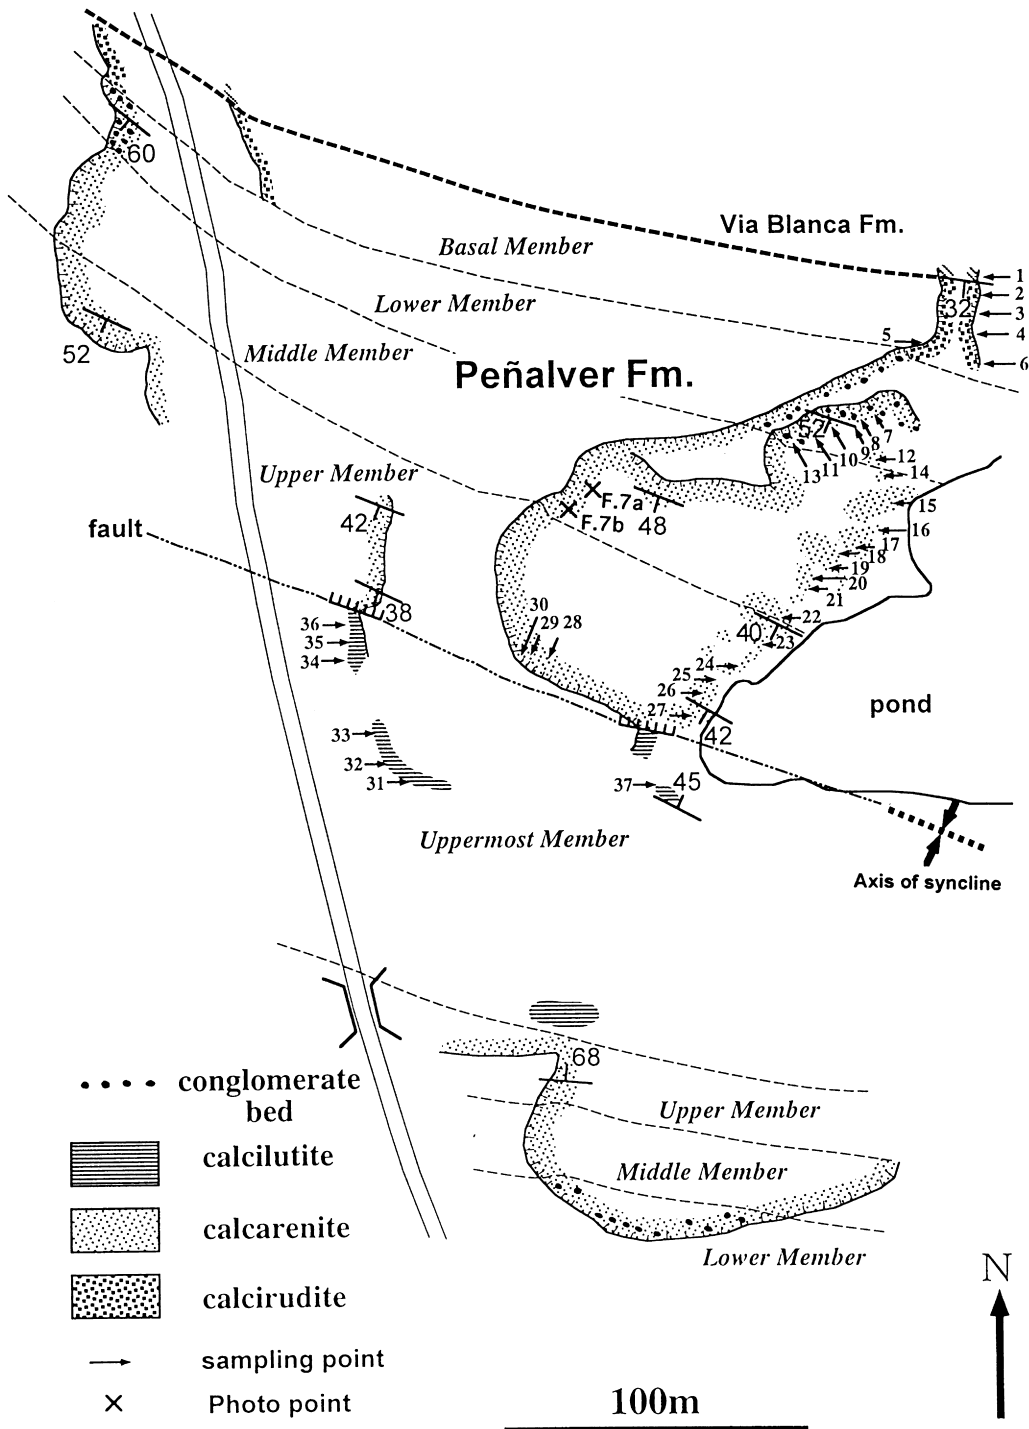 60
Via Blanca Fm.
Basal Member
1
2
32
3
Lower Member
4
5
6
52
Middle Member
Peñalver Fm.
52
7
8
9
10
11
12
13
14
Upper Member
15
42
F.7a
48
F.7b
fault
16
17
18
19
20
21
38
30
29
28
22
40
23
36
35
34
24
25
26
27
pond
33
42
32
31
37
45
Uppermost Member
Axis of syncline
68
conglomerate
bed
Upper Member
calcilutite
Middle Member
calcarenite
Lower Member
N
calcirudite
sampling point
Photo point
100m